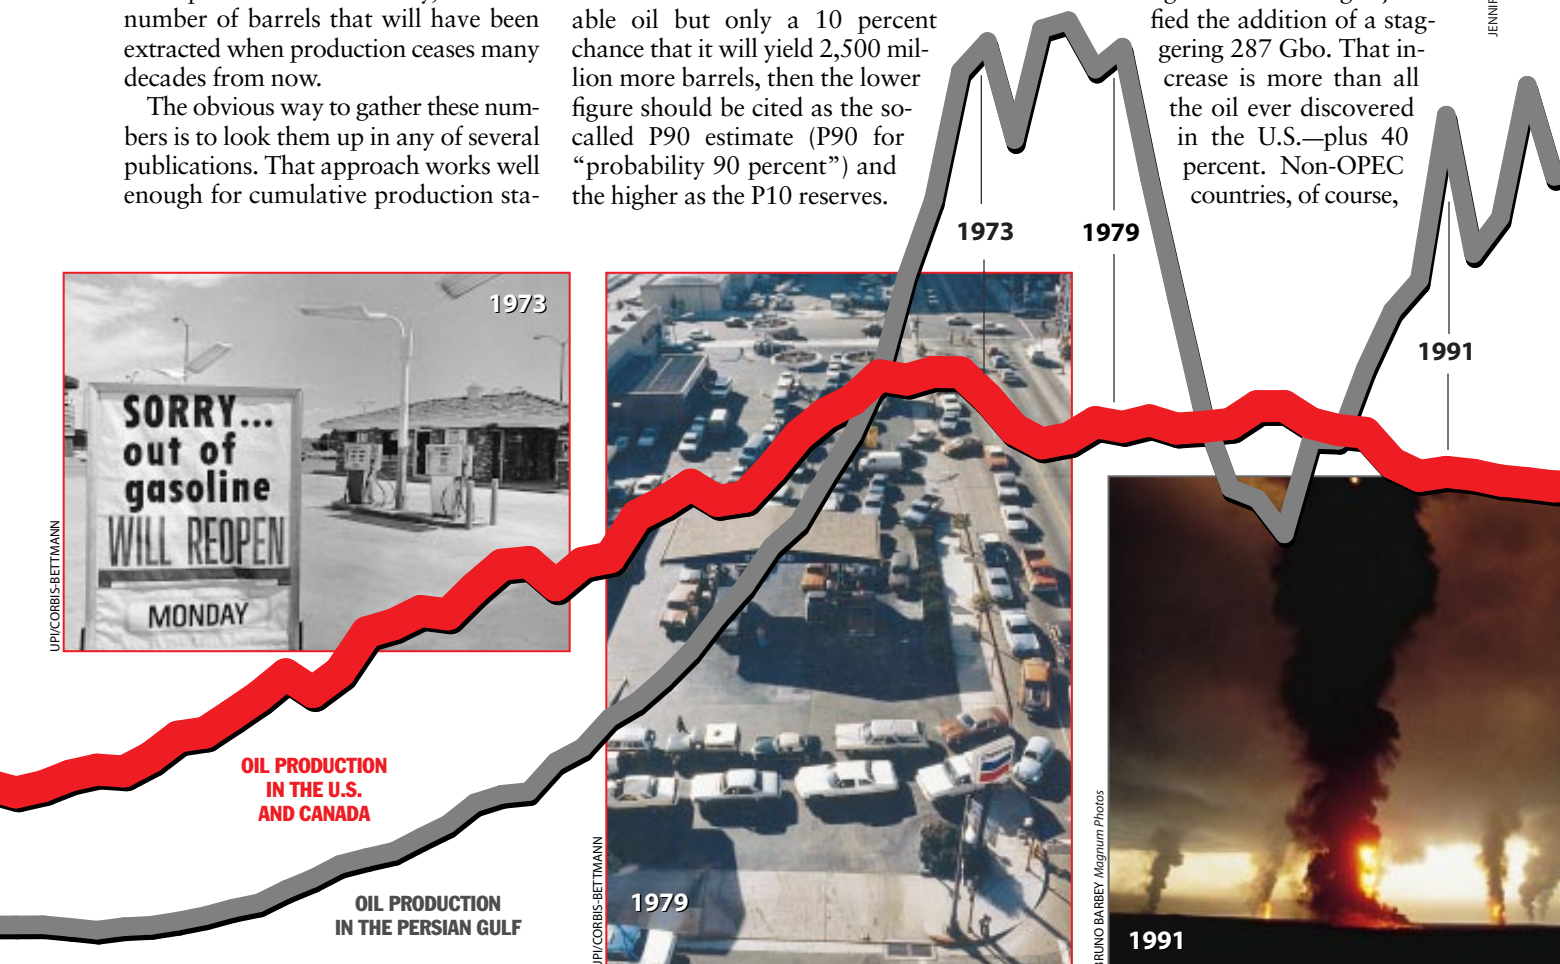 number of barrels that will have been
extracted when production ceases many
decades from now.
The obvious way to gather these num-
bers is to look them up in any of several
publications. That approach works well
enough for cumulative production sta-
able oil but only a 10 percent
chance that it will yield 2,500 mil-
lion more barrels, then the lower
figure should be cited as the so-
called P90 estimate (P90 for
“probability 90 percent”) and
the higher as the P10 reserves.
fied the addition of a stag-
gering 287 Gbo. That in-
crease is more than all
the oil ever discovered
in the U.S.—plus 40
percent. Non-OPEC
countries, of course,
1973
1979
1991
1973
SORRY...
out of
gasoline
WILL REOPEN
MONDAY
UPI/CORBIS-BETTMANN
OIL PRODUCTION
IN THE U.S.
AND CANADA
OIL PRODUCTION
IN THE PERSIAN GULF
1979
UPI/CORBIS-BETTMANN
1991
BRUNO BARBEY Magnum Photos